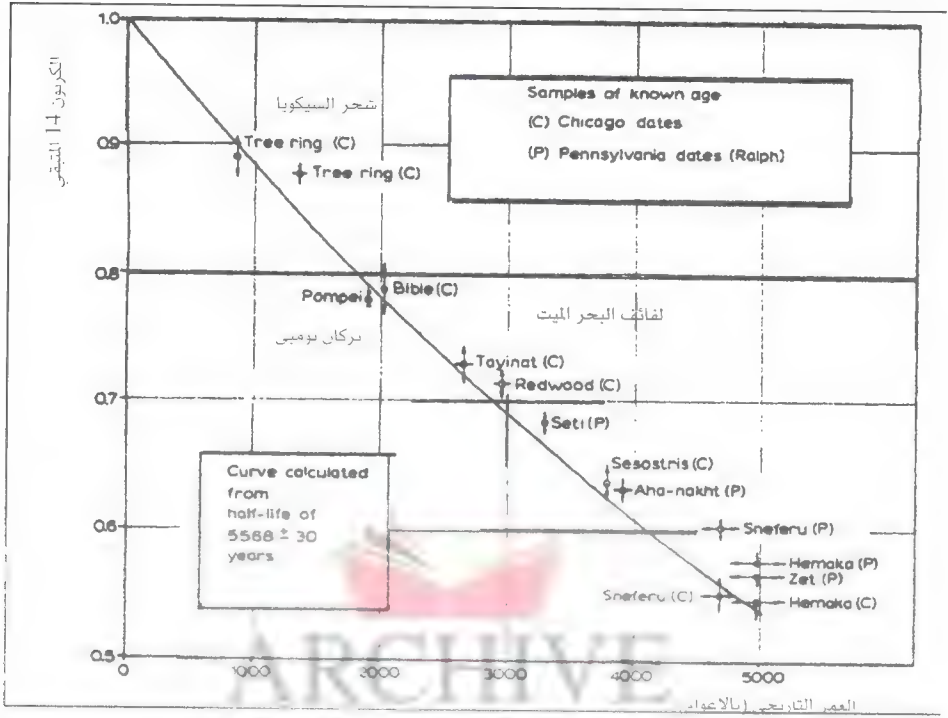 الكربون 14 المتبقي
1.0
0.9
0.8
0.7
0.6
0.5
0
1000
2000
3000
4000
5000
Samples of known age
(C) Chicago dates
(P) Pennsylvania dates (Ralph)
شجر السيكويا
Tree ring (C)
Tree ring (C)
Bible (C)
Pompei
لفائف البحر الميت
بركان بومبي
Tayinat (C)
Redwood (C)
Seti (P)
Sesostris (C)
Aha-nakht (P)
Sneferu (P)
Hemaka (P)
Zet (P)
Sneferu (C)
Hemaka (C)
Curve calculated
from
half-life of
5568 ± 30
years
ARCHIVE
العمر التاريخي (بالاعوام